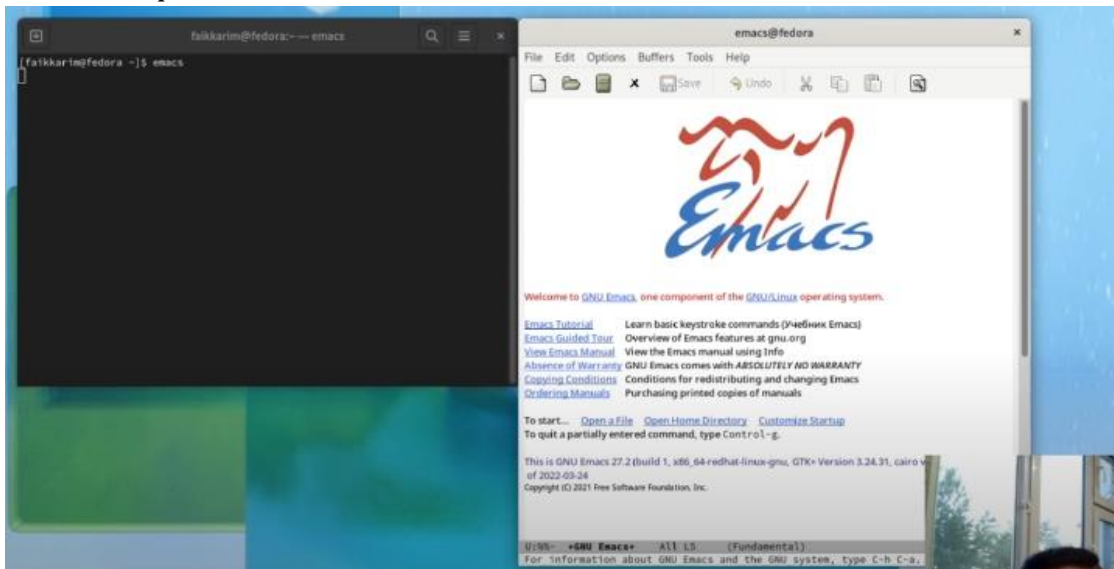 faikkarim@fedora:~ — emacs
[faikkarim@fedora ~]$ emacs
emacs@fedora
File Edit Options Buffers Tools Help
Save Undo
Emacs
Welcome to GNU Emacs, one component of the GNU/Linux operating system.
Emacs Tutorial Learn basic keystroke commands (Учебник Emacs)
Emacs Guided Tour Overview of Emacs features at gnu.org
View Emacs Manual View the Emacs manual using Info
Absence of Warranty GNU Emacs comes with ABSOLUTELY NO WARRANTY
Copying Conditions Conditions for redistributing and changing Emacs
Ordering Manuals Purchasing printed copies of manuals
To start... Open a File Open Home Directory Customize Startup
To quit a partially entered command, type Control-g.
This is GNU Emacs 27.2 (build 1, x86_64-redhat-linux-gnu, GTK+ Version 3.24.31, cairo
of 2022-03-24
Copyright (C) 2021 Free Software Foundation, Inc.
U:%%- *GNU Emacs* All L5 (Fundamental)
For information about GNU Emacs and the GNU system, type C-h C-a.